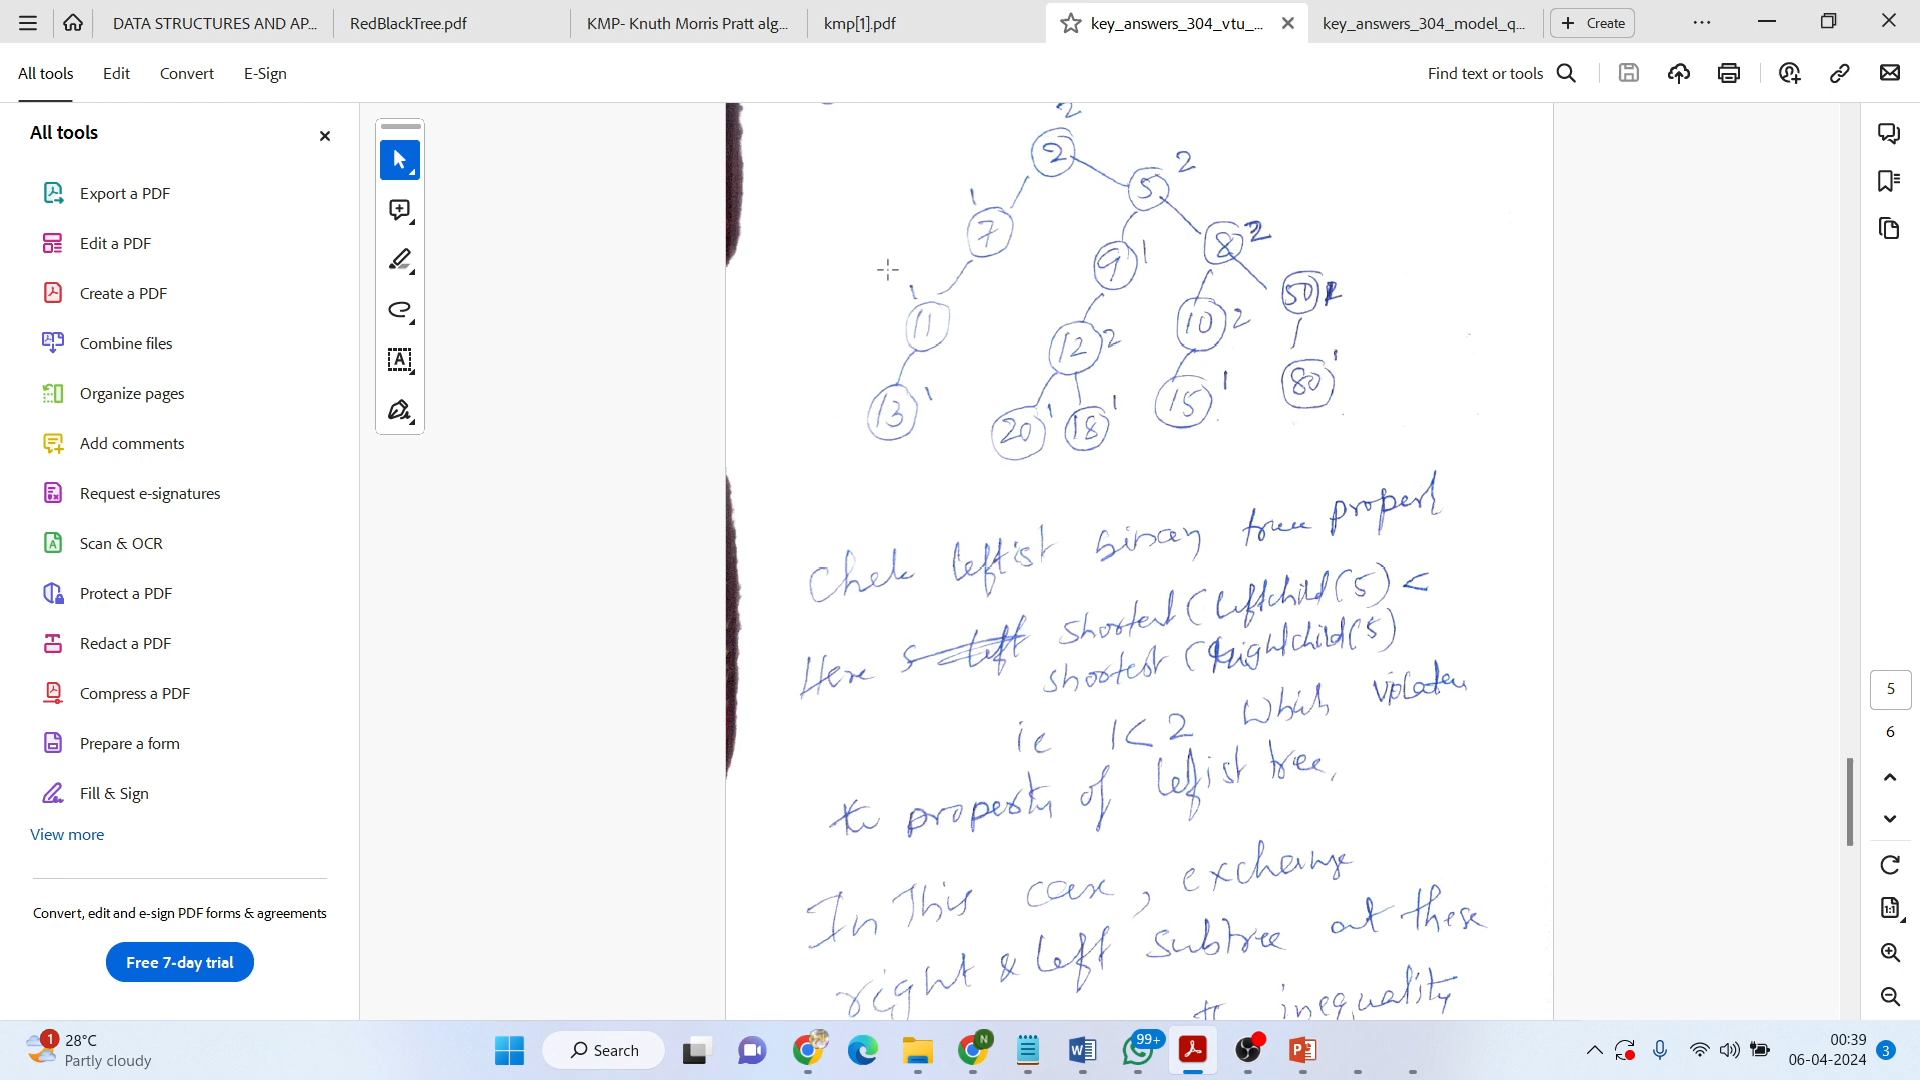 DATA STRUCTURES AND AP...
RedBlackTree.pdf
KMP- Knuth Morris Pratt alg...
kmp[1].pdf
key_answers_304_vtu_...
key_answers_304_model_q...
Create
All tools
Edit
Convert
E-Sign
Find text or tools
All tools
Export a PDF
Edit a PDF
Create a PDF
Combine files
Organize pages
Add comments
Request e-signatures
Scan & OCR
Protect a PDF
Redact a PDF
Compress a PDF
Prepare a form
Fill & Sign
View more
Convert, edit and e-sign PDF forms & agreements
Free 7-day trial
2
2
5 2
1
7
9 1
8 2
1
11
12 2
10 2
50
13 1
20 1
18 1
15 1
80 1
Check leftist binary tree propert
Here shortest (leftchild(5) <
shortest (rightchild(5)
ie 1 < 2 which violates
the property of leftist tree.
In this case, exchange
right & left subtree at these
inequality
5
6
1
28°C
Partly cloudy
Search
99+
00:39
06-04-2024
3